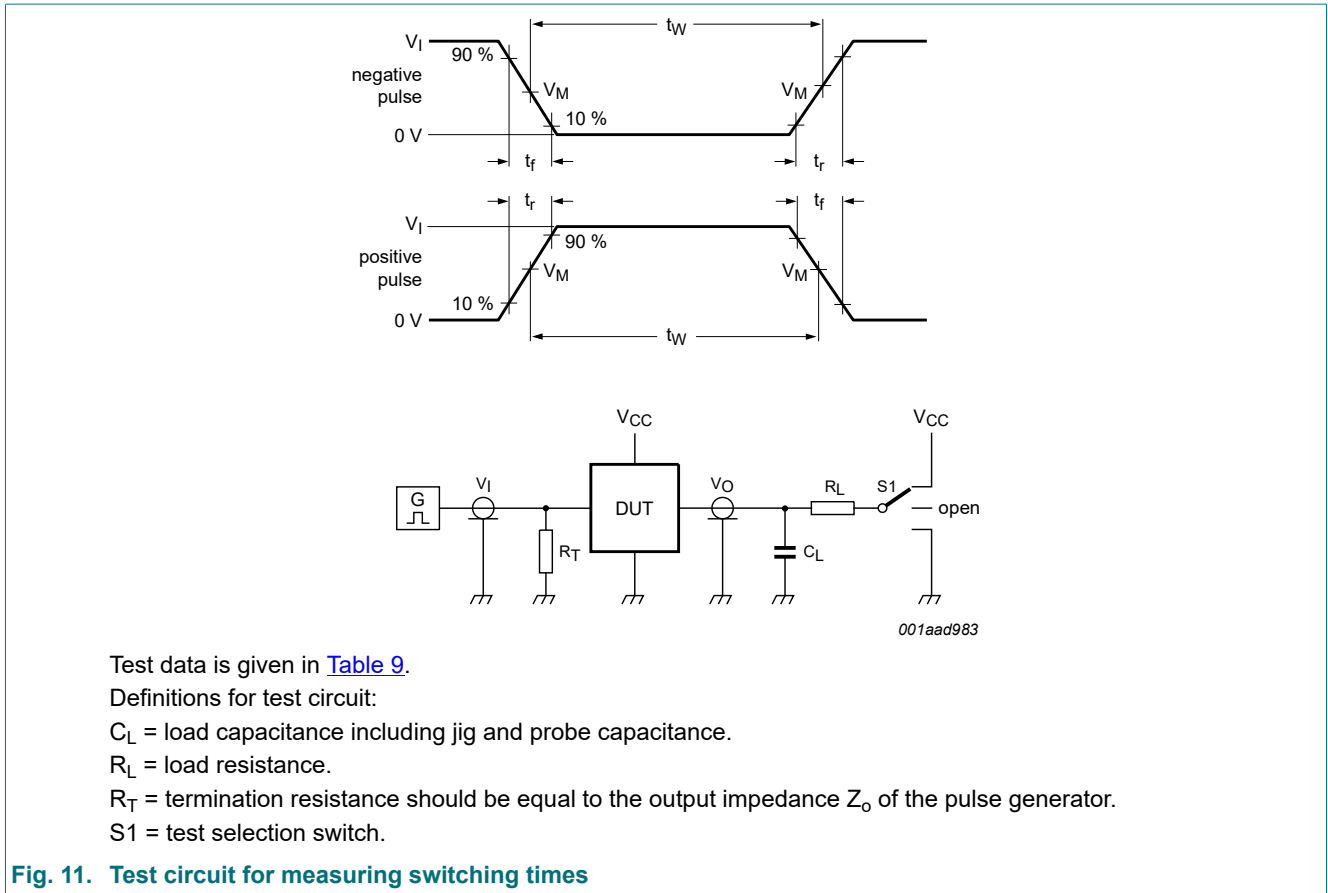 tW
VI
90 %
negative
pulse
VM
VM
10 %
0 V
tf
tr
tr
tf
VI
90 %
positive
pulse
VM
VM
10 %
0 V
tW
VCC
VCC
G
VI
DUT
VO
RL
S1
open
RT
CL
001aad983
Test data is given in Table 9.
Definitions for test circuit:
CL = load capacitance including jig and probe capacitance.
RL = load resistance.
RT = termination resistance should be equal to the output impedance Zo of the pulse generator.
S1 = test selection switch.
Fig. 11. Test circuit for measuring switching times